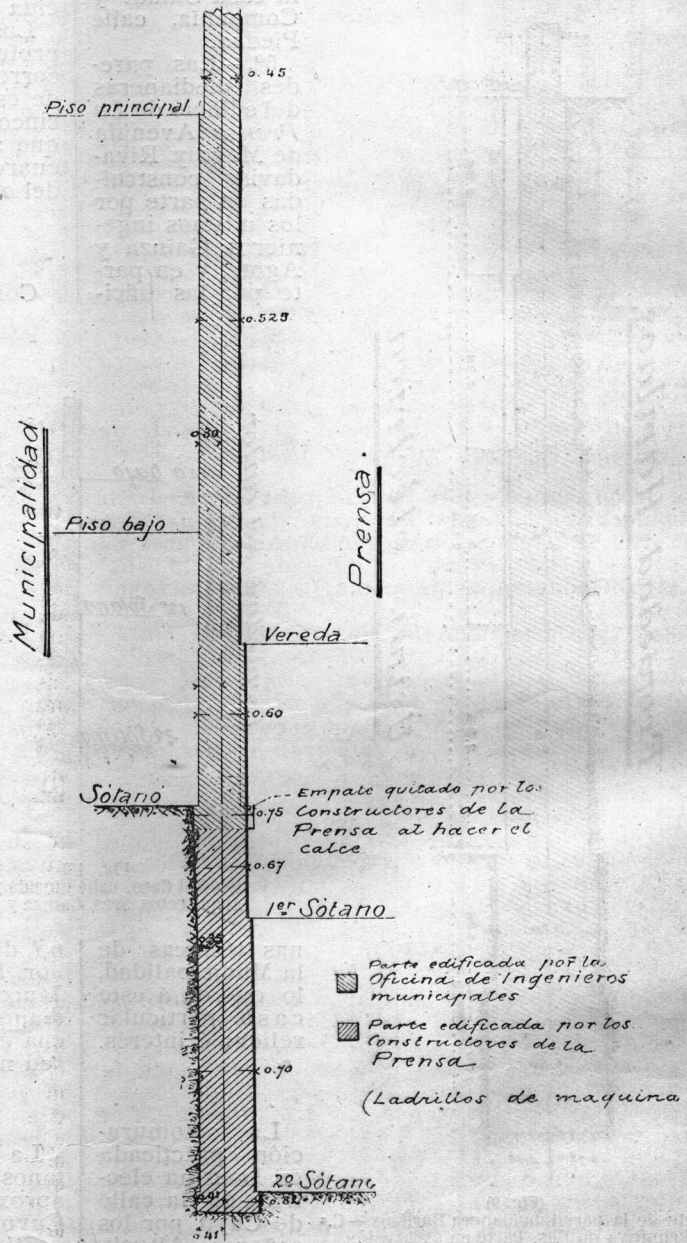 0.45
Piso principal
0.525
0.30
Municipalidad
Prensa.
Piso bajo
Vereda
0.60
Sótano
0.75
Empate quitado por los
Constructores de la
Prensa al hacer el
calce
0.67
1er Sótano
Parte edificada por la
Oficina de Ingenieros
municipales
Parte edificada por los
Constructores de la
Prensa
0.70
(Ladrillos de maquina
2º Sótano
0.41
0.41